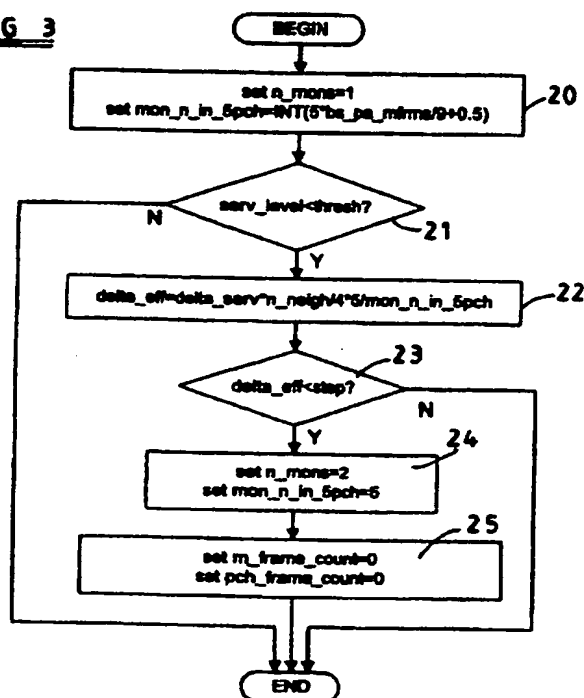 G 3
BEGIN
set n_mons=1
set mon_n_in_5pch=INT(5*bs_pa_mfrms/9+0.5)
20
serv_level<thresh?
N
21
Y
delta_eff=delta_serv*n_neigh/4*5/mon_n_in_5pch
22
23
delta_eff<step?
N
Y
24
set n_mons=2
set mon_n_in_5pch=5
25
set m_frame_count=0
set pch_frame_count=0
END